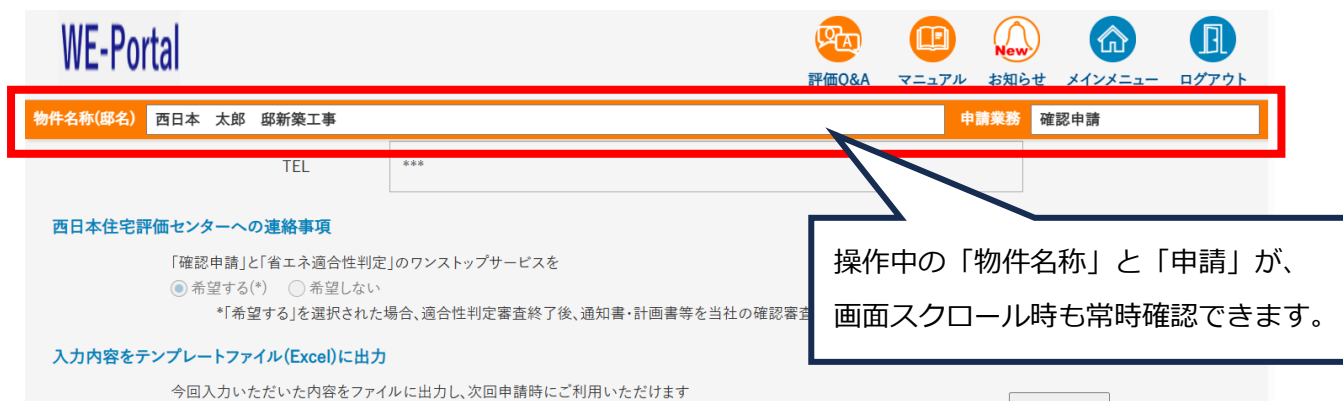 WE-Portal
評価Q&A マニュアル お知らせ メインメニュー ログアウト
New
物件名称(邸名) 西日本 太郎 邸新築工事 申請業務 確認申請
TEL ***
西日本住宅評価センターへの連絡事項
「確認申請」と「省エネ適合性判定」のワンストップサービスを
希望する(*) 希望しない
*「希望する」を選択された場合、適合性判定審査終了後、通知書・計画書等を当社の確認審査
操作中の「物件名称」と「申請」が、
画面スクロール時も常時確認できます。
入力内容をテンプレートファイル(Excel)に出力
今回入力いただいた内容をファイルに出力し、次回申請時にご利用いただけます